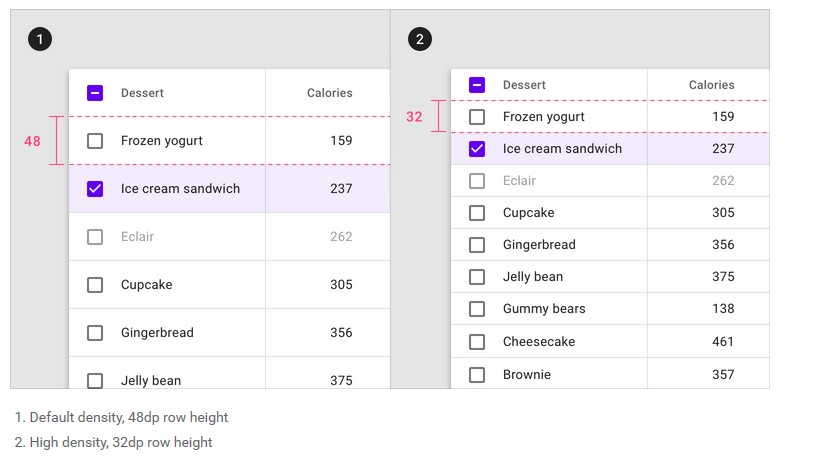 1
Dessert Calories
48
Frozen yogurt 159
Ice cream sandwich 237
Eclair 262
Cupcake 305
Gingerbread 356
Jelly bean 375
2
Dessert Calories
32
Frozen yogurt 159
Ice cream sandwich 237
Eclair 262
Cupcake 305
Gingerbread 356
Jelly bean 375
Gummy bears 138
Cheesecake 461
Brownie 357
1. Default density, 48dp row height
2. High density, 32dp row height